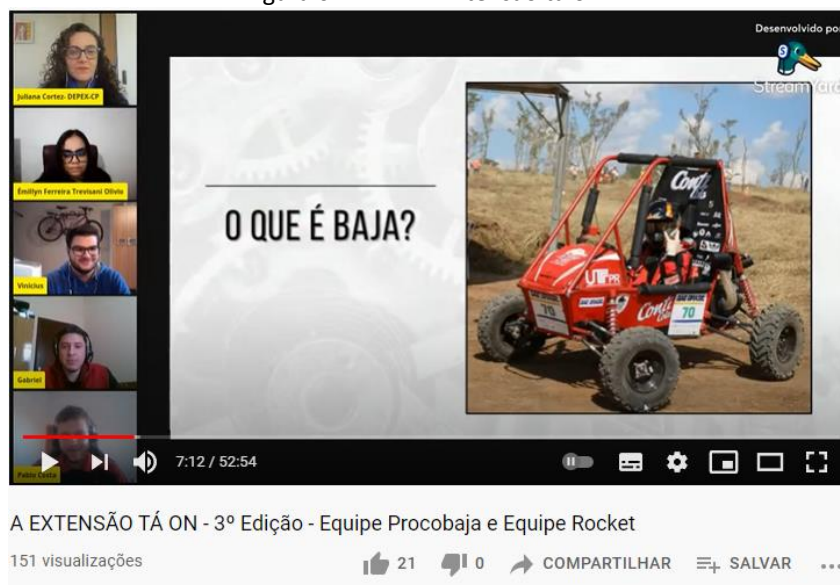 Desenvolvido por
StreamYard
Juliana Cortez- DEPEX-CP
Émillyn Ferreira Trevisani Olivio
Vinicius
Gabriel
Pablo Costa
O QUE É BAJA?
Conti
UTFPR
70
Conti
70
7:12 / 52:54
A EXTENSÃO TÁ ON - 3º Edição - Equipe Procobaja e Equipe Rocket
151 visualizações
21
0
COMPARTILHAR
SALVAR